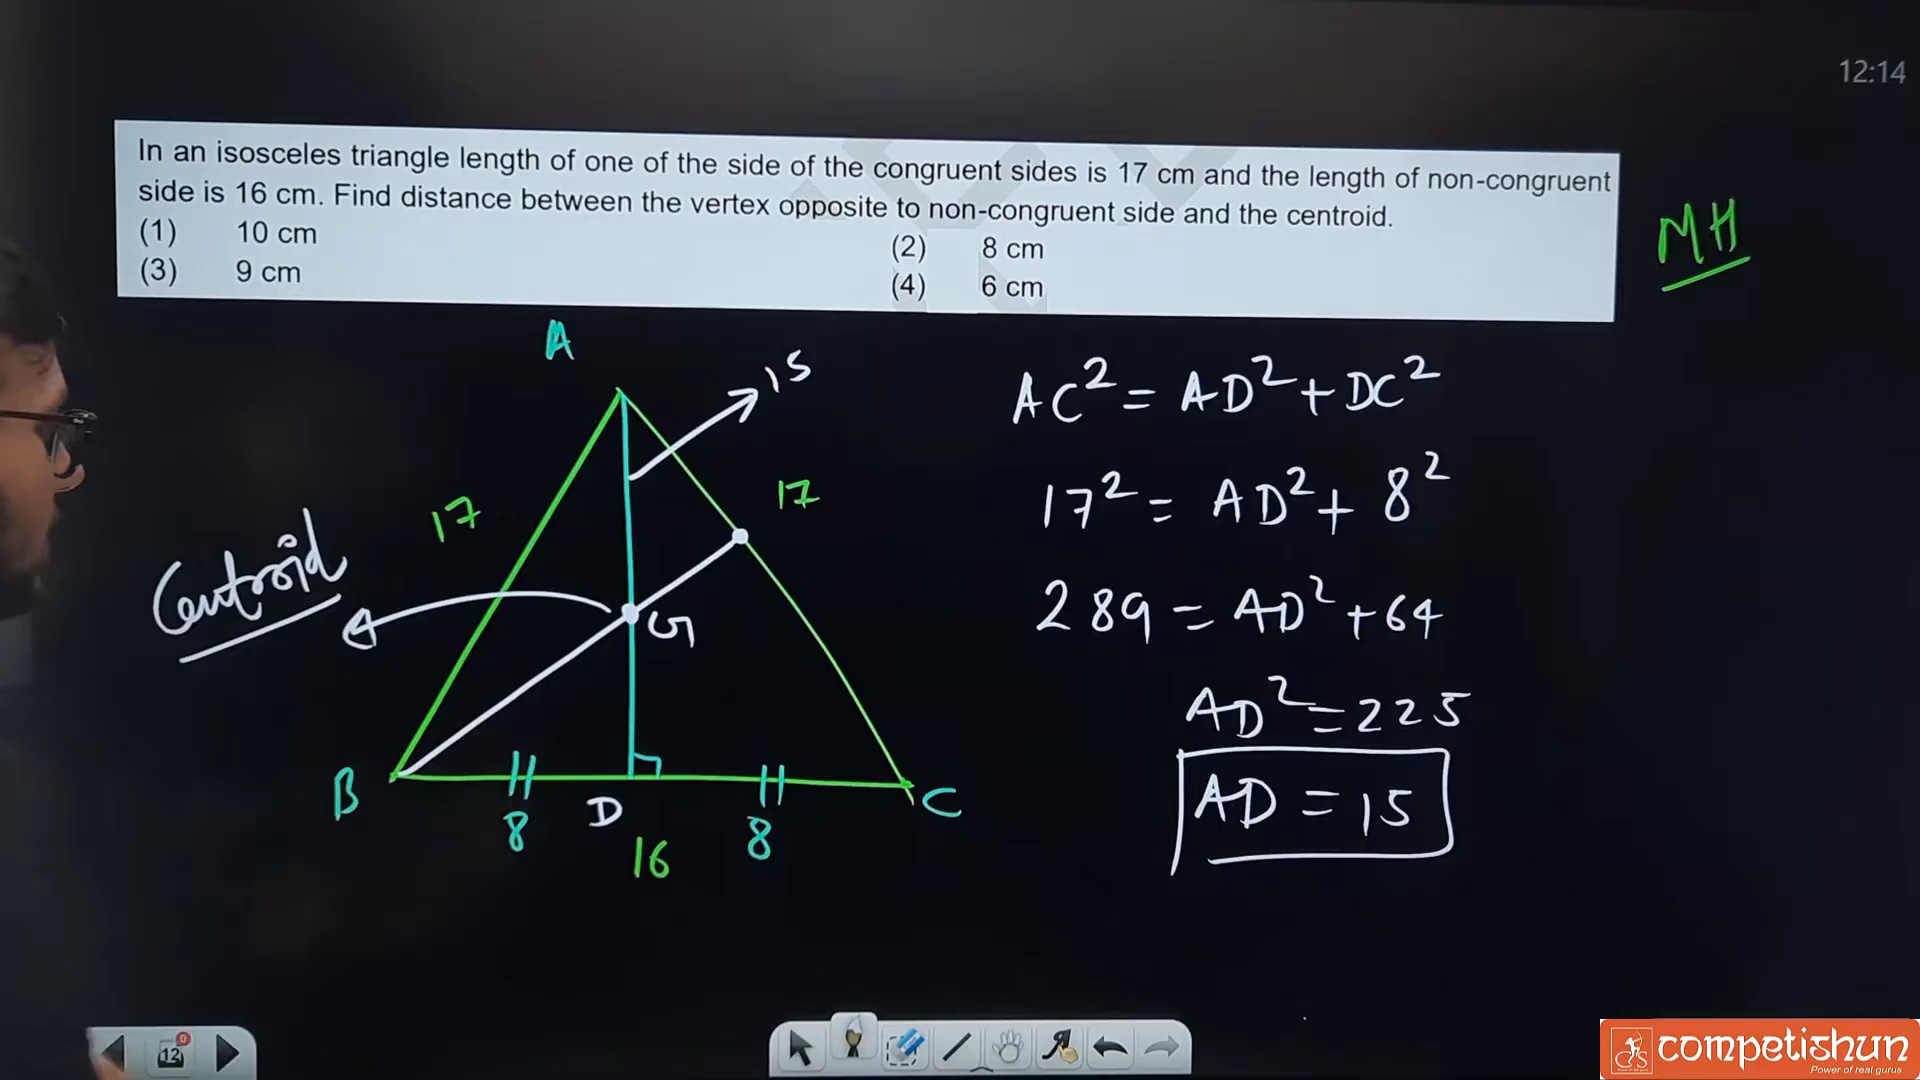 12:14
In an isosceles triangle length of one of the side of the congruent sides is 17 cm and the length of non-congruent
side is 16 cm. Find distance between the vertex opposite to non-congruent side and the centroid.
(1) 10 cm (2) 8 cm
(3) 9 cm (4) 6 cm
MH
A
15
17
17
Centroid
G
B
D
C
8
16
8
AC² = AD² + DC²
17² = AD² + 8²
289 = AD² + 64
AD² = 225
AD = 15
0
12
competishun
Power of real gurus